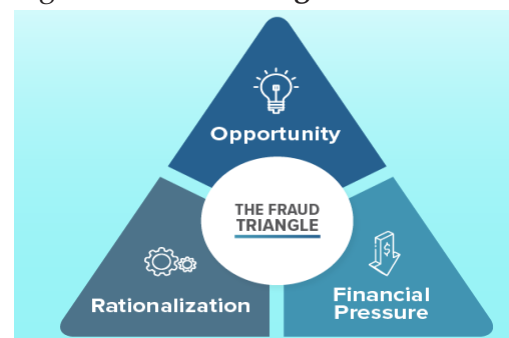 Opportunity
THE FRAUD
TRIANGLE
Rationalization
Financial
Pressure
$